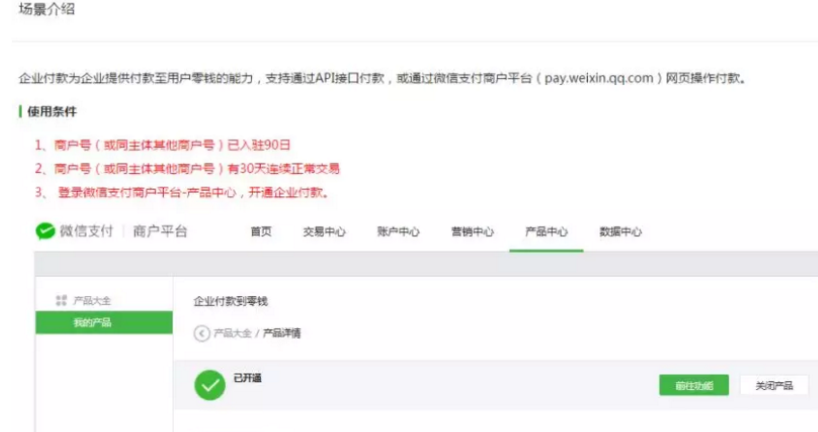 场景介绍
企业付款为企业提供付款至用户零钱的能力，支持通过API接口付款，或通过微信支付商户平台（pay.weixin.qq.com）网页操作付款。
使用条件
1、商户号（或同主体其他商户号）已入驻90日
2、商户号（或同主体其他商户号）有30天连续正常交易
3、 登录微信支付商户平台-产品中心，开通企业付款。
微信支付 | 商户平台 首页 交易中心 账户中心 营销中心 产品中心 数据中心
产品大全 企业付款到零钱
我的产品
产品大全 / 产品详情
已开通
前往功能 关闭产品